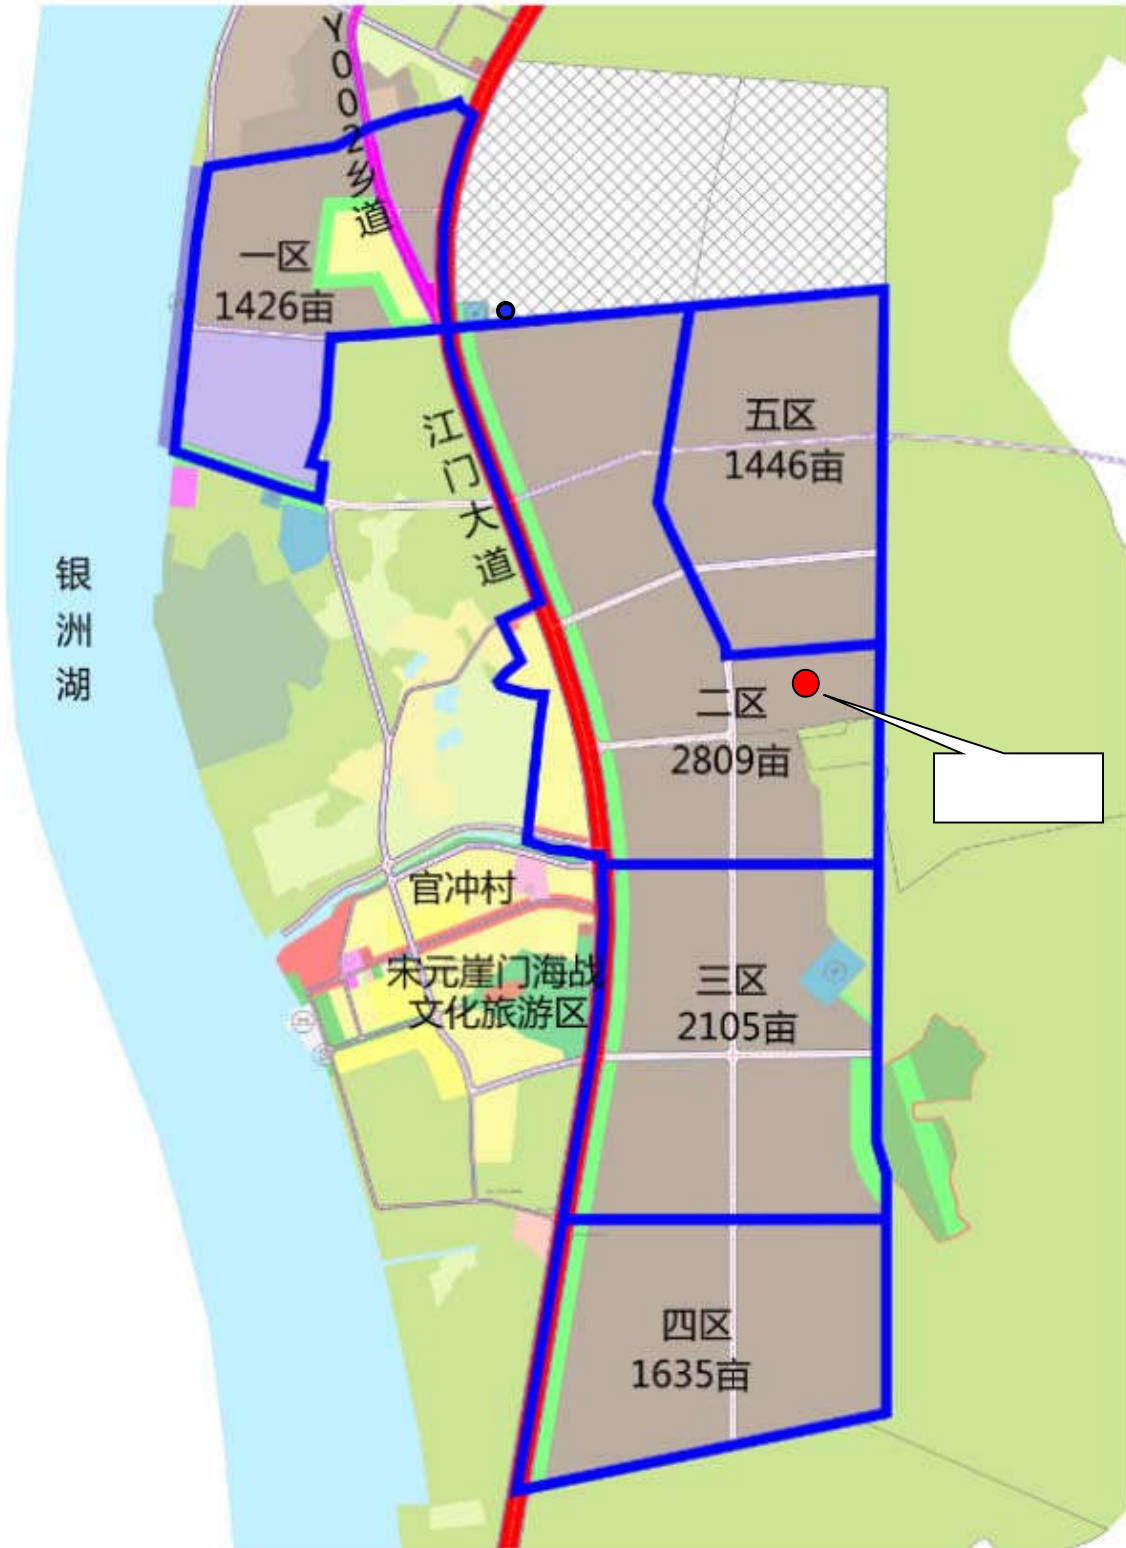 Y002乡道
一区
1426亩
江门大道
五区
1446亩
银洲湖
二区
2809亩
官冲村
宋元崖门海战
文化旅游区
三区
2105亩
四区
1635亩